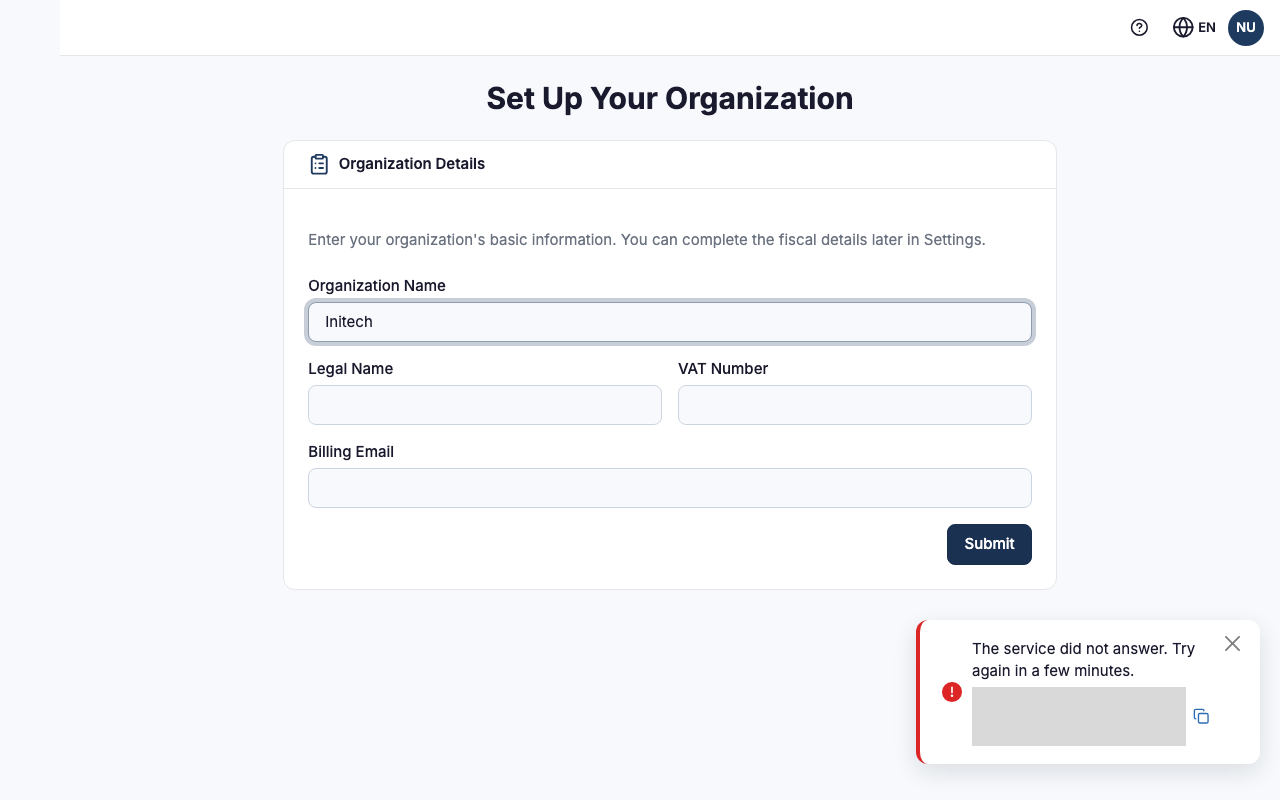 EN
NU
Set Up Your Organization
Organization Details
Enter your organization's basic information. You can complete the fiscal details later in Settings.
Organization Name
Initech
Legal Name
VAT Number
Billing Email
Submit
The service did not answer. Try
again in a few minutes.